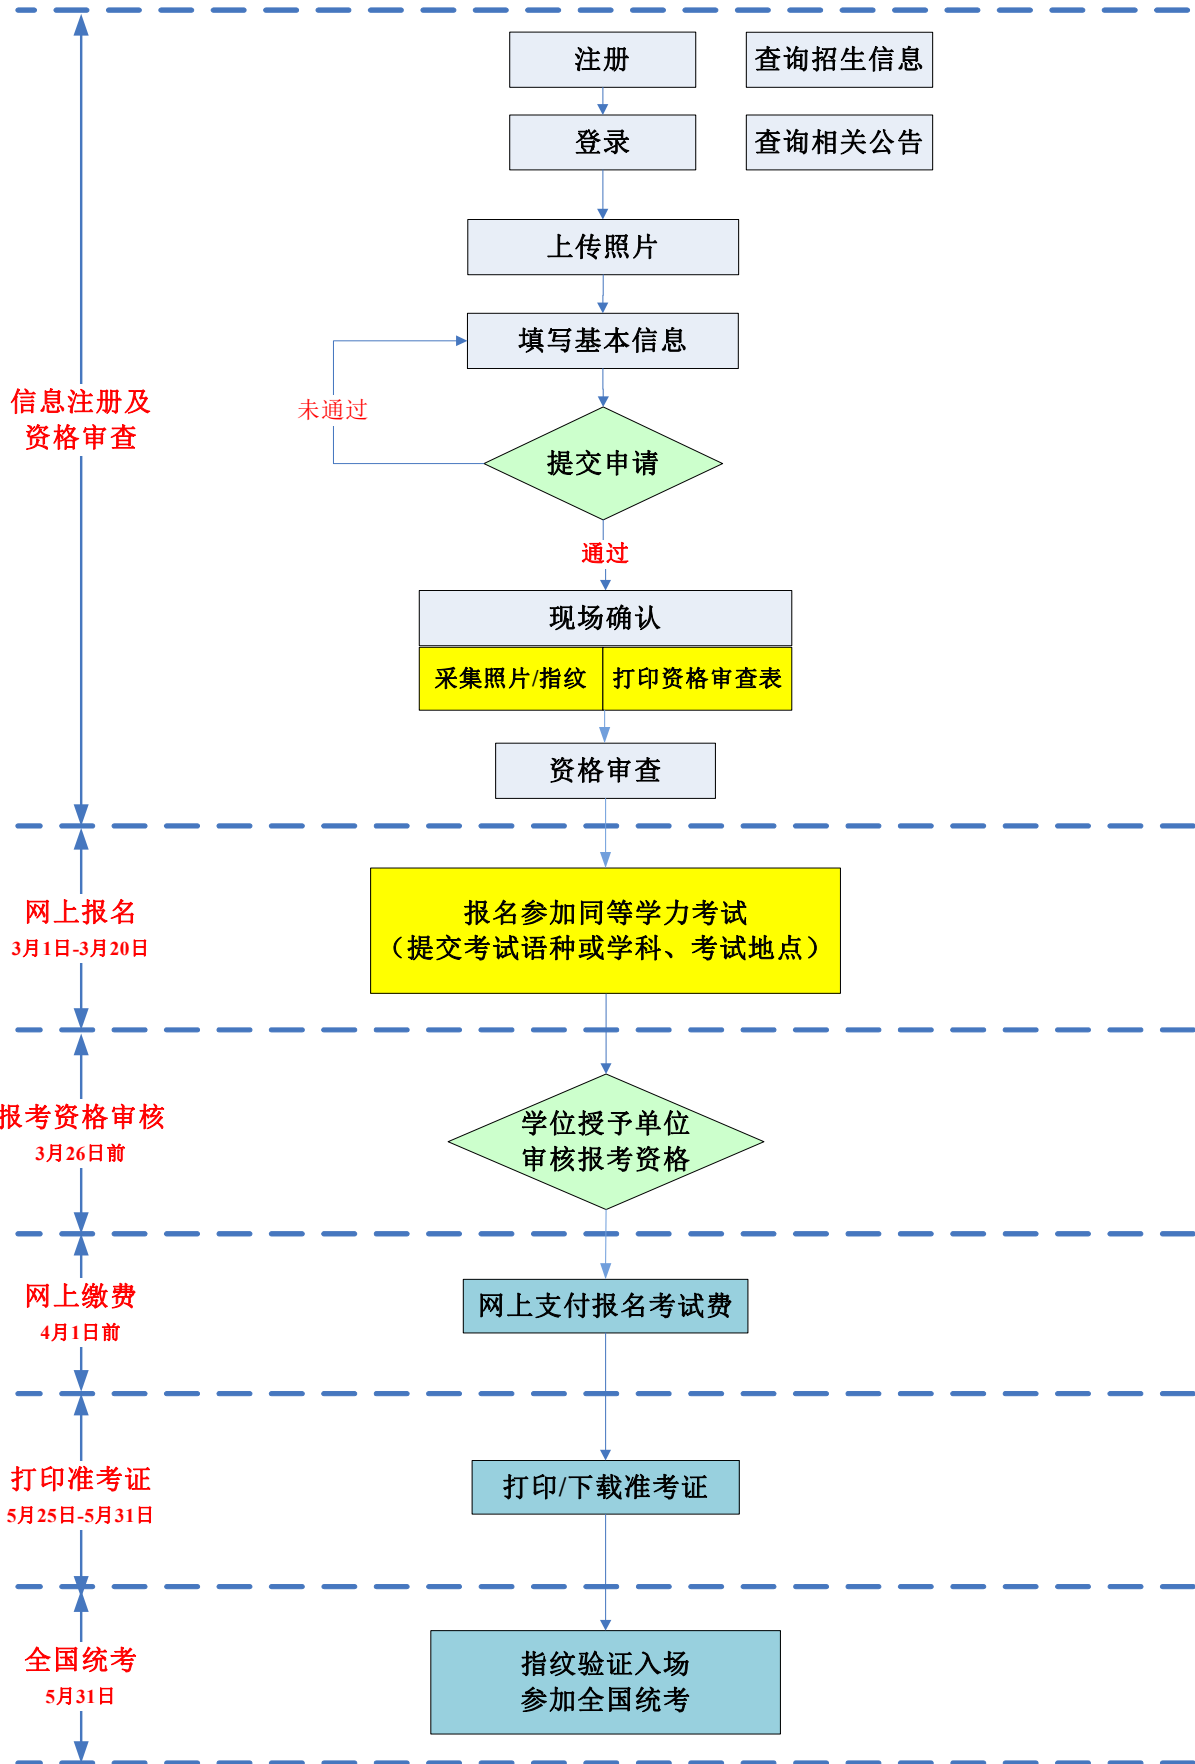 注册
查询招生信息
登录
查询相关公告
上传照片
填写基本信息
信息注册及
资格审查
未通过
提交申请
通过
现场确认
采集照片/指纹
打印资格审查表
资格审查
网上报名
3月1日-3月20日
报名参加同等学力考试
（提交考试语种或学科、考试地点）
报考资格审核
3月26日前
学位授予单位
审核报考资格
网上缴费
4月1日前
网上支付报名考试费
打印准考证
5月25日-5月31日
打印/下载准考证
全国统考
5月31日
指纹验证入场
参加全国统考